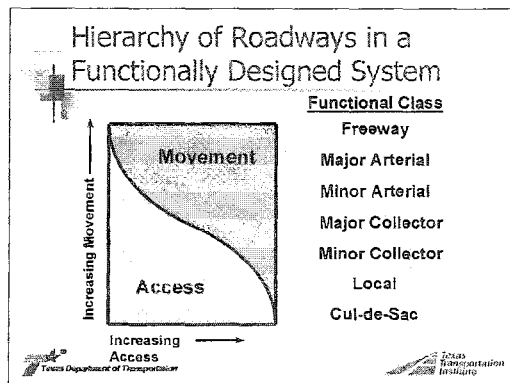 Hierarchy of Roadways in a
Functionally Designed System
Functional Class
Freeway
Major Arterial
Minor Arterial
Major Collector
Minor Collector
Local
Cul-de-Sac
Increasing Movement
Movement
Access
Increasing
Access
Texas Department of Transportation
Texas
Transportation
Institute